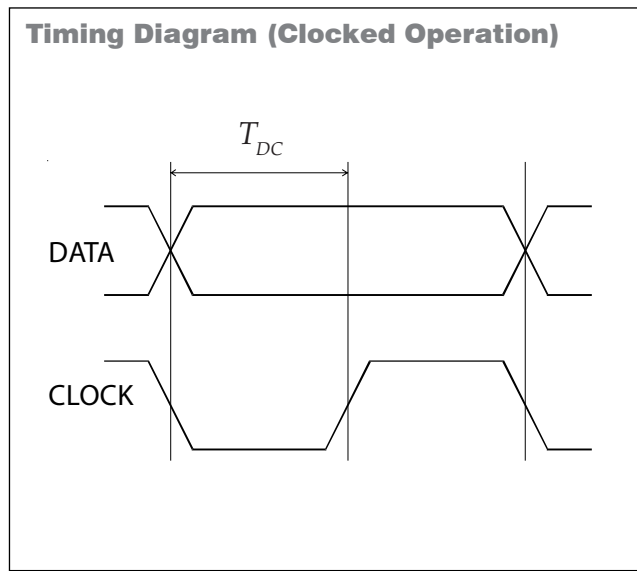 Timing Diagram (Clocked Operation)
T_DC
DATA
CLOCK